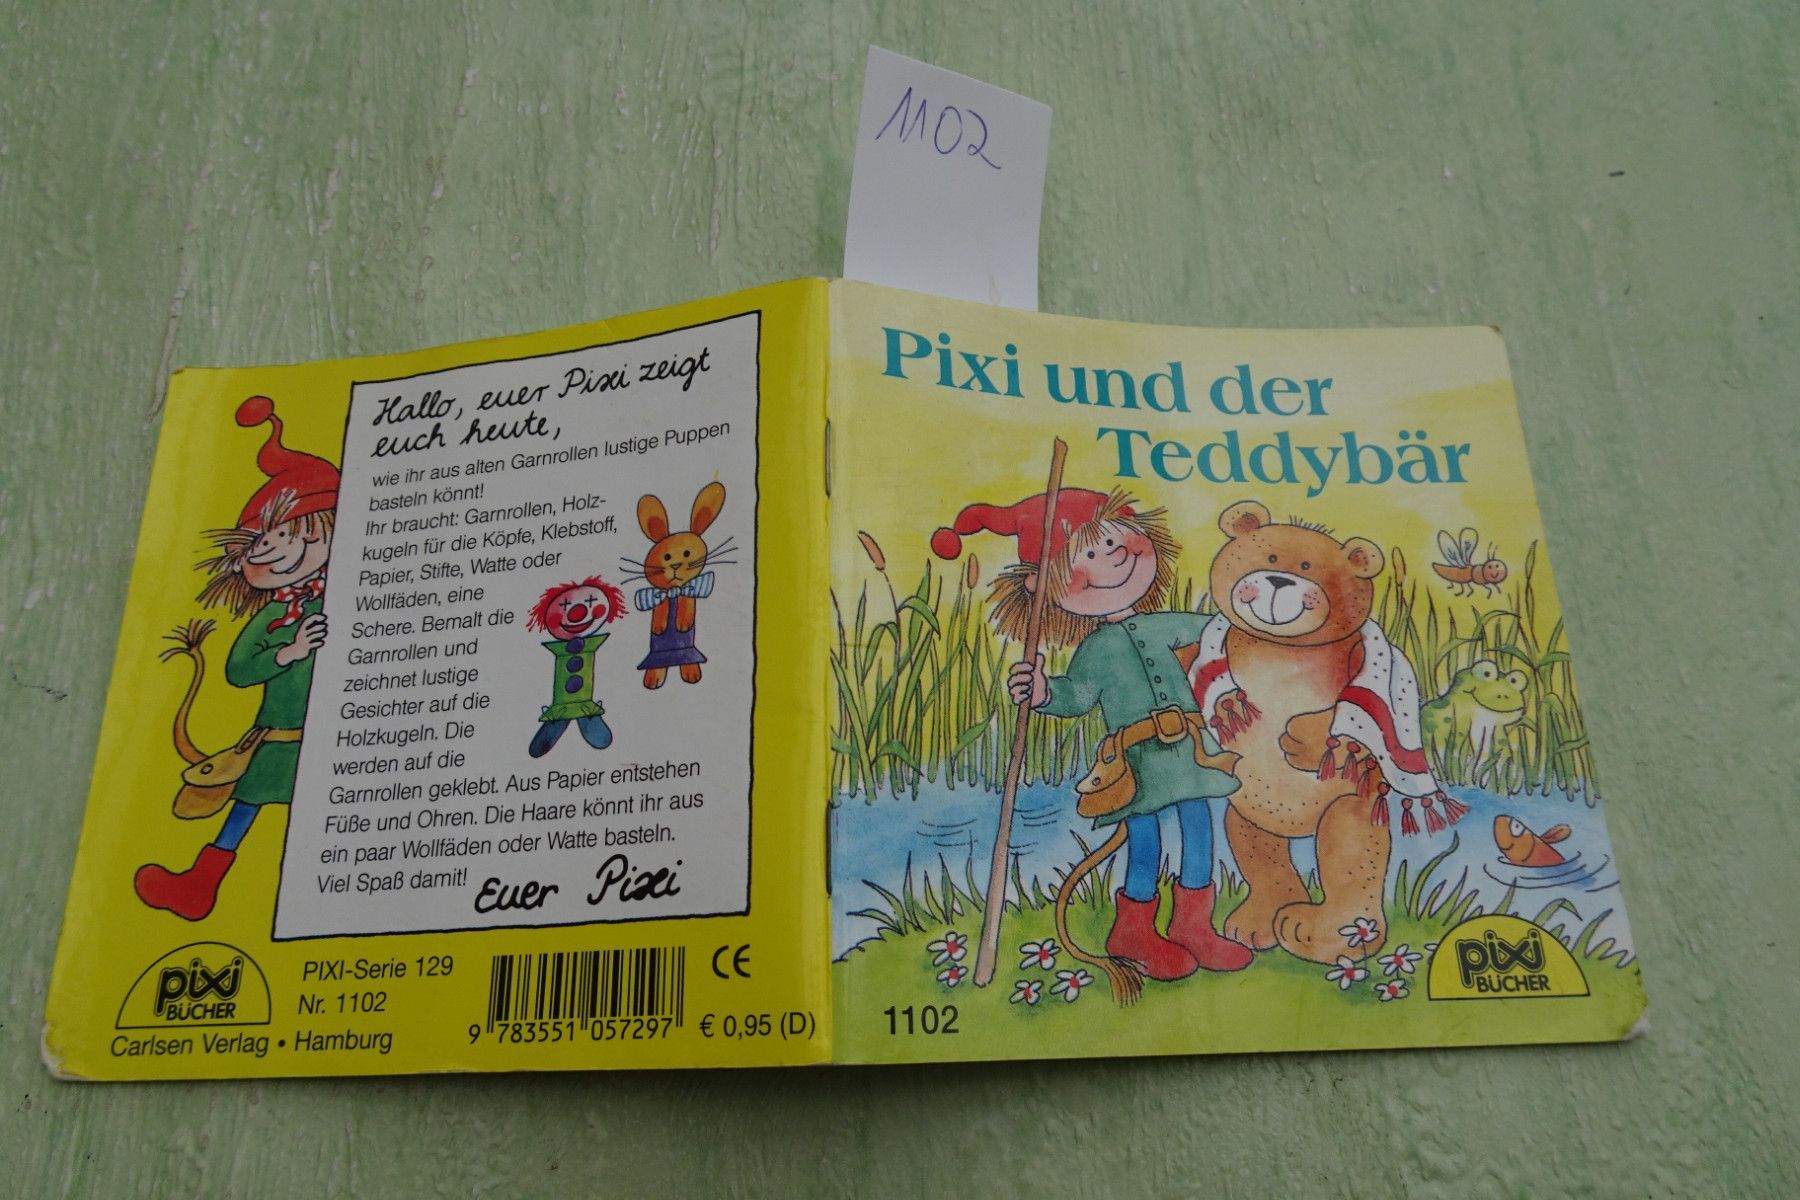 1102
Hallo, euer Pixi zeigt
euch heute,
wie ihr aus alten Garnrollen lustige Puppen
basteln könnt!
Ihr braucht: Garnrollen, Holz-
kugeln für die Köpfe, Klebstoff,
Papier, Stifte, Watte oder
Wollfäden, eine
Schere. Bemalt die
Garnrollen und
zeichnet lustige
Gesichter auf die
Holzkugeln. Die
werden auf die
Garnrollen geklebt. Aus Papier entstehen
Füße und Ohren. Die Haare könnt ihr aus
ein paar Wollfäden oder Watte basteln.
Viel Spaß damit!
Euer Pixi
pixi
BÜCHER
PIXI-Serie 129
Nr. 1102
Carlsen Verlag • Hamburg
9 783551 057297
CE
€ 0,95 (D)
Pixi und der
Teddybär
1102
pixi
BÜCHER